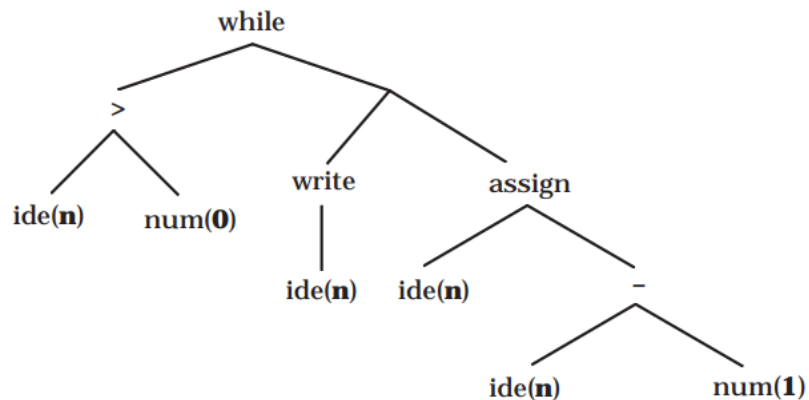 while
>
write
assign
ide(n)
num(0)
ide(n)
ide(n)
–
ide(n)
num(1)